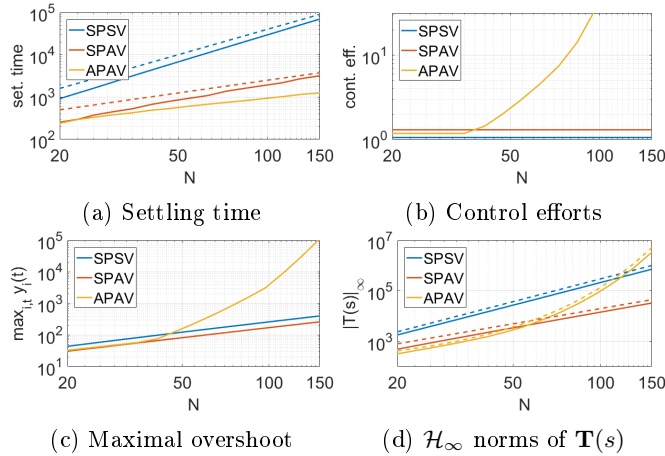 10^5
10^4
10^3
10^2
set. time
SPSV
SPAV
APAV
20 50 100 150
N
(a) Settling time
10^1
10^0
cont. eff.
SPSV
SPAV
APAV
20 50 100 150
N
(b) Control efforts
10^5
10^4
10^3
10^2
10^1
max_{i,t} y_i(t)
SPSV
SPAV
APAV
20 50 100 150
N
(c) Maximal overshoot
10^7
10^5
10^3
|T(s)|_∞
SPSV
SPAV
APAV
20 50 100 150
N
(d) ℋ_∞ norms of T(s)